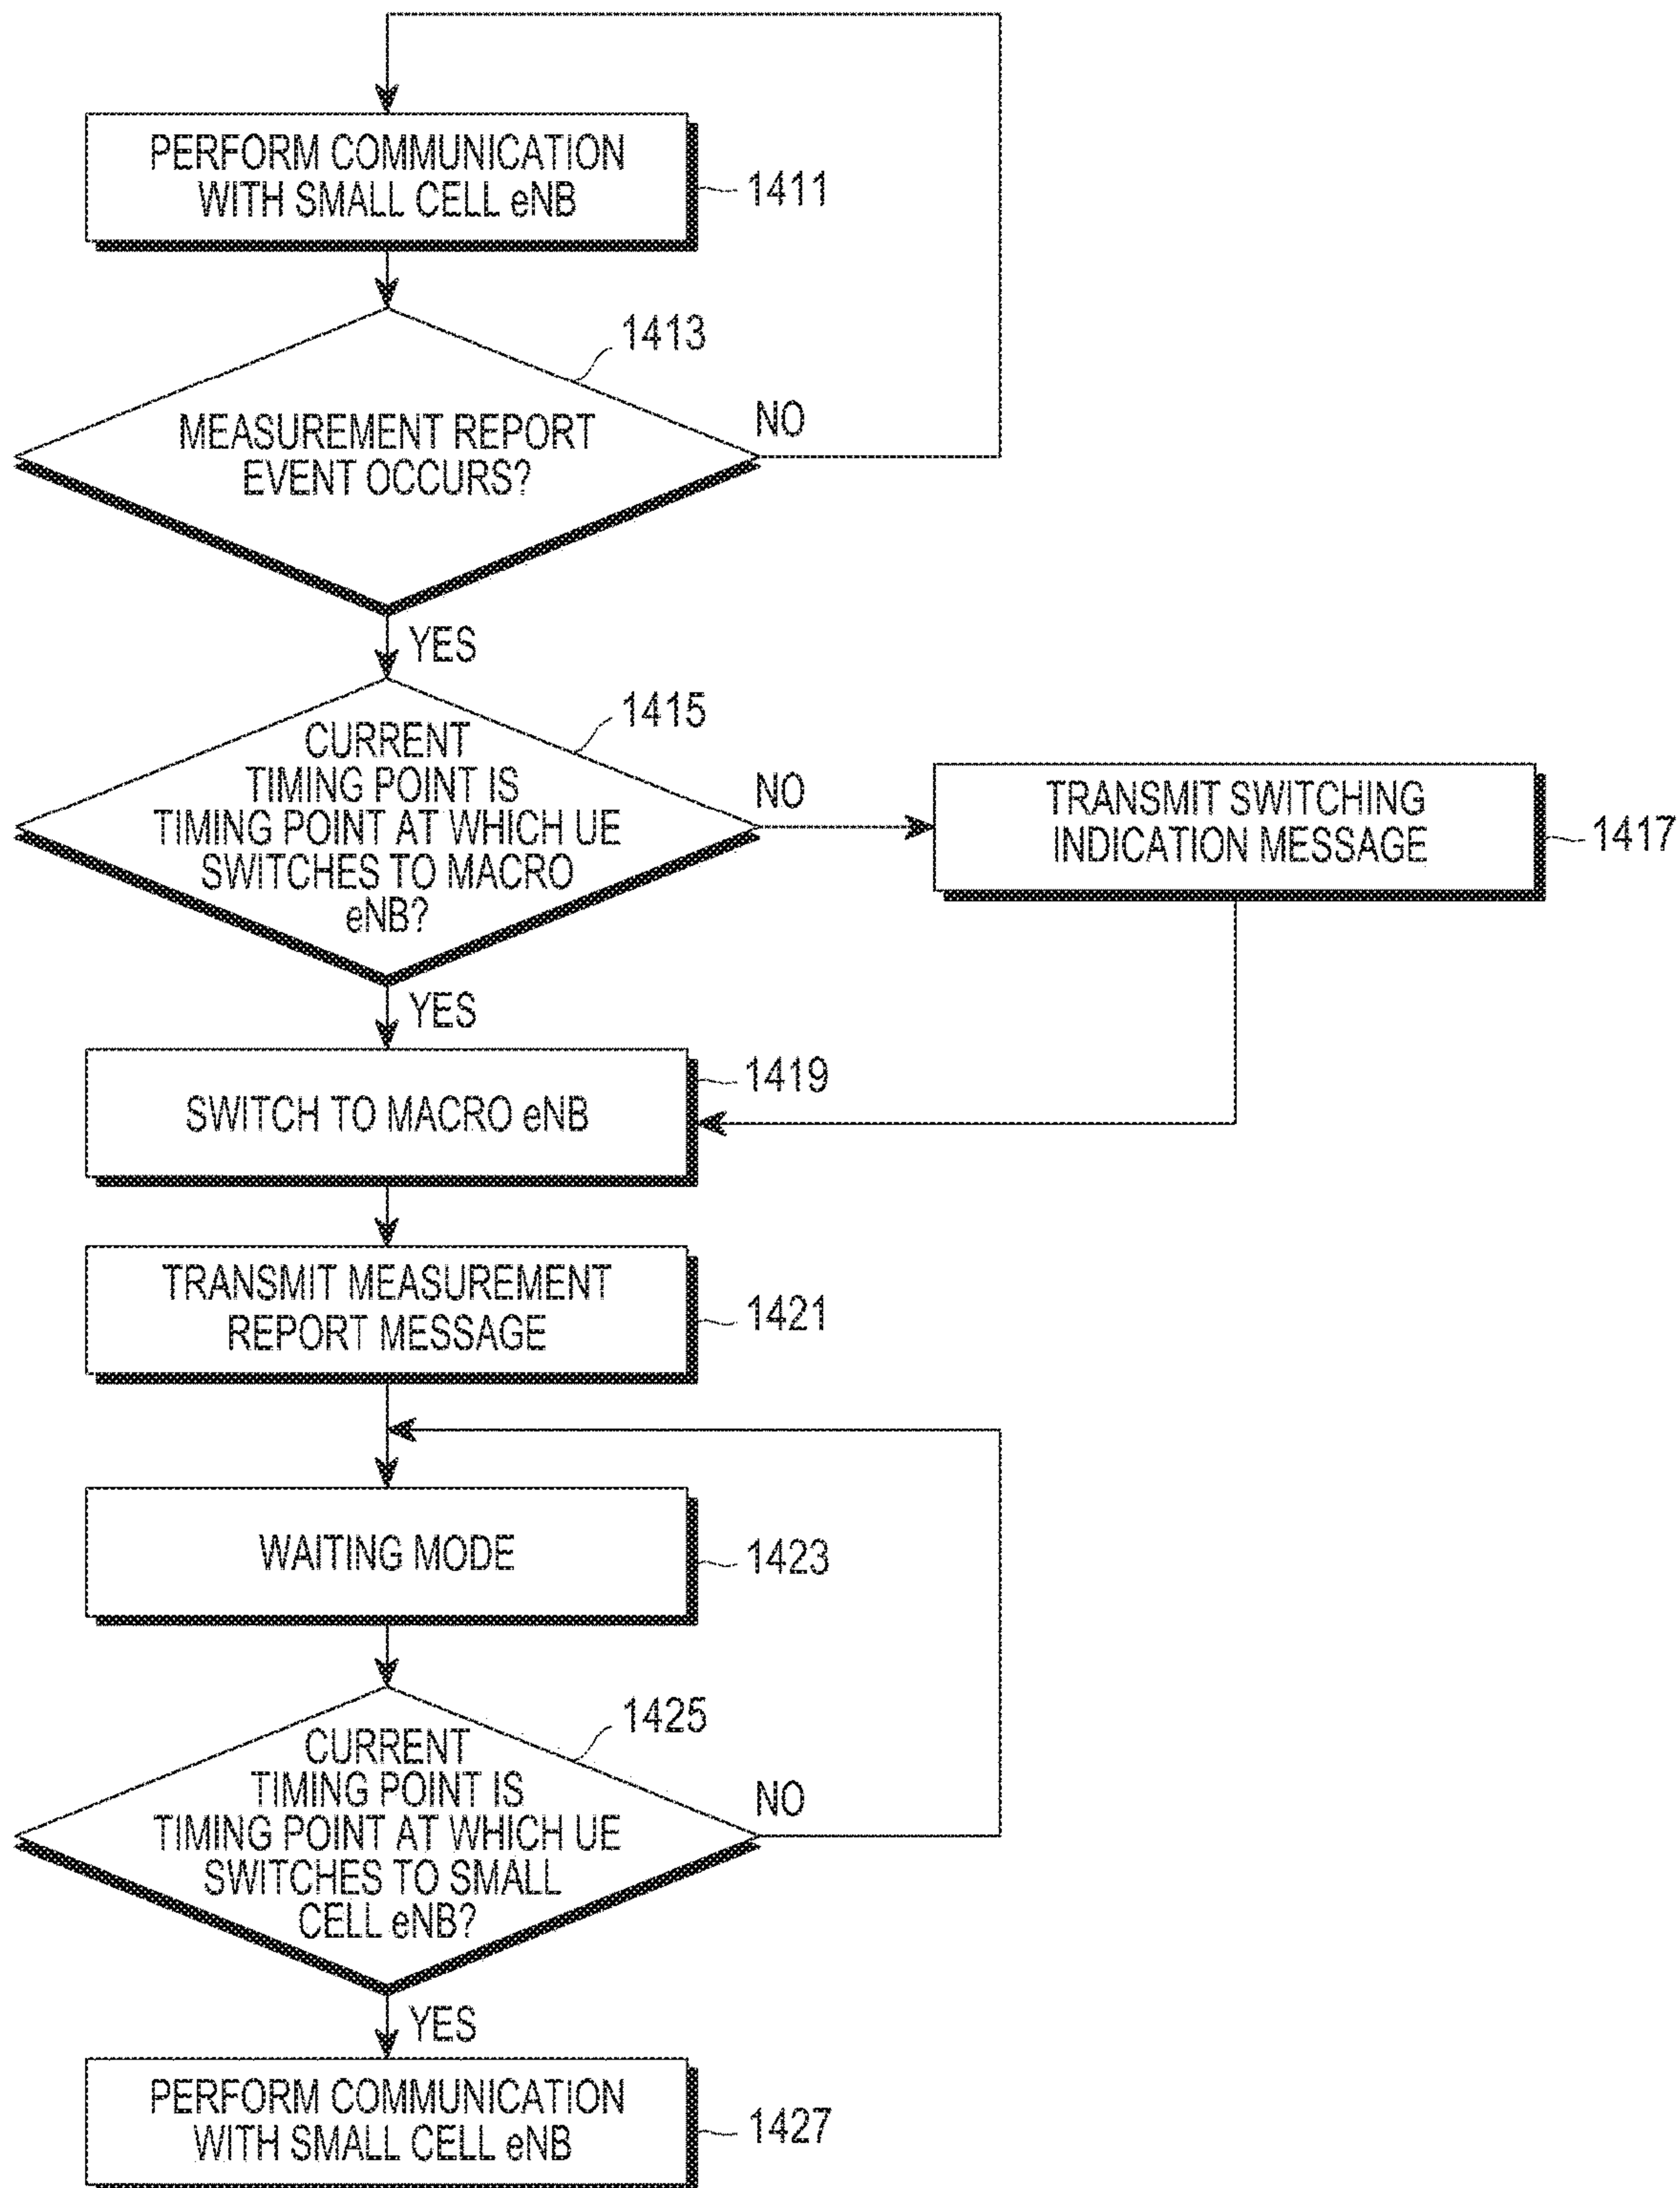 PERFORM COMMUNICATION
WITH SMALL CELL eNB
1411
1413
MEASUREMENT REPORT
EVENT OCCURS?
NO
YES
1415
CURRENT
TIMING POINT IS
TIMING POINT AT WHICH UE
SWITCHES TO MACRO
eNB?
NO
TRANSMIT SWITCHING
INDICATION MESSAGE
1417
YES
SWITCH TO MACRO eNB
1419
TRANSMIT MEASUREMENT
REPORT MESSAGE
1421
WAITING MODE
1423
1425
CURRENT
TIMING POINT IS
TIMING POINT AT WHICH UE
SWITCHES TO SMALL
CELL eNB?
NO
YES
PERFORM COMMUNICATION
WITH SMALL CELL eNB
1427